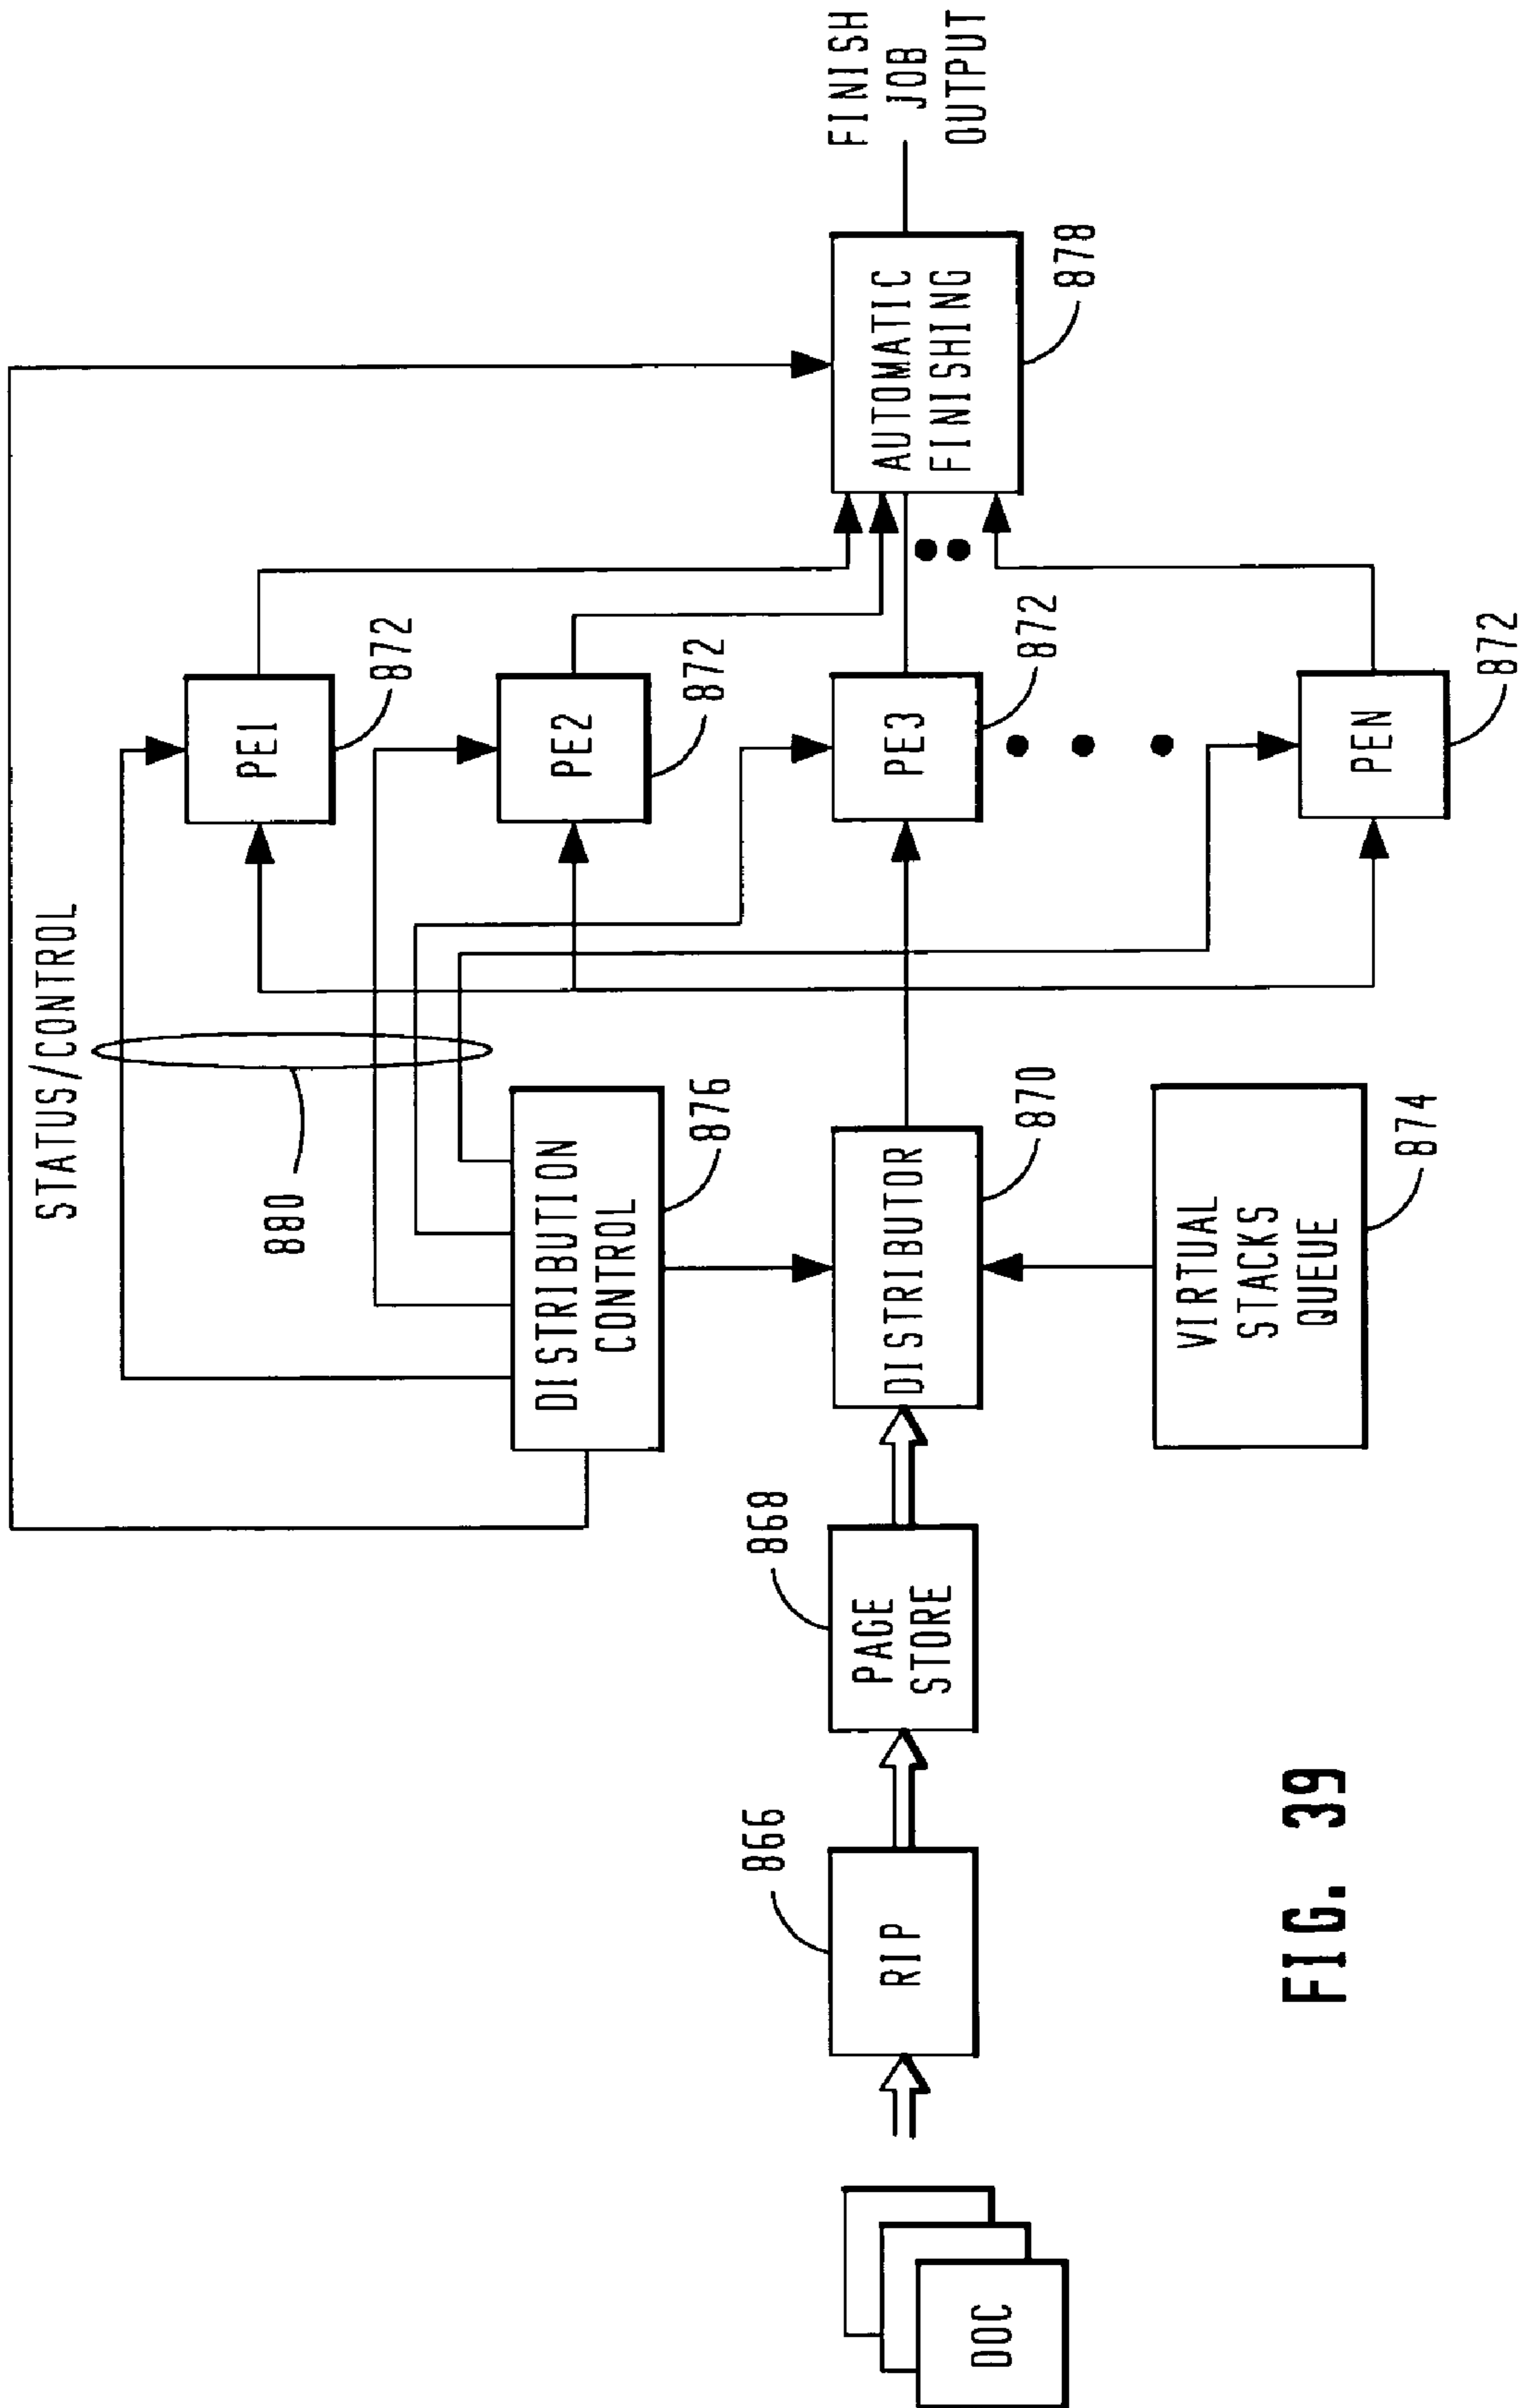 STATUS/CONTROL
880
DISTRIBUTION
CONTROL
876
PE1
872
PE2
872
PE3
872
PEN
872
DOC
RIP
866
PAGE
STORE
868
DISTRIBUTOR
870
VIRTUAL
STACKS
QUEUE
874
AUTOMATIC
FINISHING
878
FINISH
JOB
OUTPUT
FIG. 39